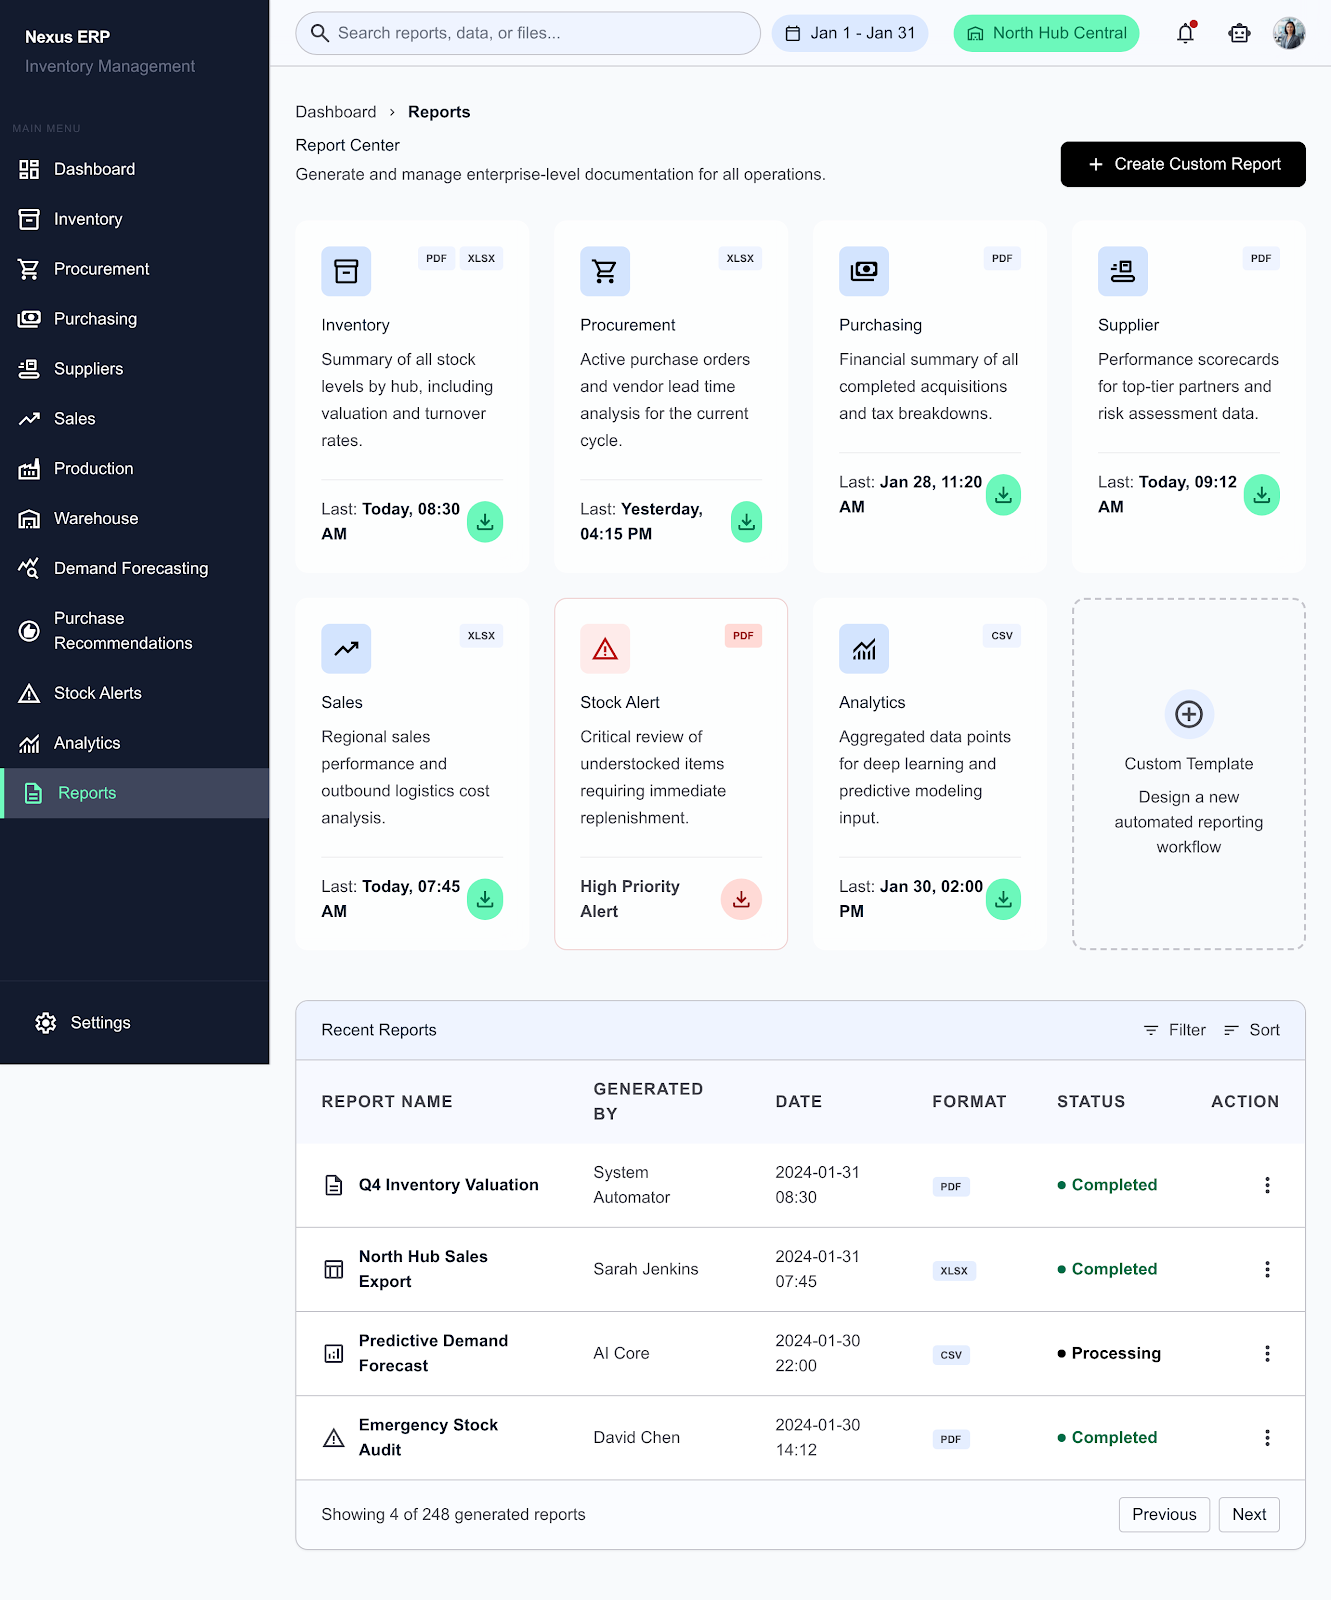 Nexus ERP
Inventory Management
MAIN MENU
Dashboard
Inventory
Procurement
Purchasing
Suppliers
Sales
Production
Warehouse
Demand Forecasting
Purchase
Recommendations
Stock Alerts
Analytics
Reports
Settings
Search reports, data, or files...
Jan 1 - Jan 31
North Hub Central
Dashboard › Reports
Report Center
Generate and manage enterprise-level documentation for all operations.
+ Create Custom Report
PDF XLSX
Inventory
Summary of all stock
levels by hub, including
valuation and turnover
rates.
Last: Today, 08:30
AM
XLSX
Procurement
Active purchase orders
and vendor lead time
analysis for the current
cycle.
Last: Yesterday,
04:15 PM
PDF
Purchasing
Financial summary of all
completed acquisitions
and tax breakdowns.
Last: Jan 28, 11:20
AM
PDF
Supplier
Performance scorecards
for top-tier partners and
risk assessment data.
Last: Today, 09:12
AM
XLSX
Sales
Regional sales
performance and
outbound logistics cost
analysis.
Last: Today, 07:45
AM
PDF
Stock Alert
Critical review of
understocked items
requiring immediate
replenishment.
High Priority
Alert
CSV
Analytics
Aggregated data points
for deep learning and
predictive modeling
input.
Last: Jan 30, 02:00
PM
Custom Template
Design a new
automated reporting
workflow
Recent Reports
Filter
Sort
REPORT NAME
GENERATED
BY
DATE
FORMAT
STATUS
ACTION
Q4 Inventory Valuation
System
Automator
2024-01-31
08:30
PDF
Completed
North Hub Sales
Export
Sarah Jenkins
2024-01-31
07:45
XLSX
Completed
Predictive Demand
Forecast
AI Core
2024-01-30
22:00
CSV
Processing
Emergency Stock
Audit
David Chen
2024-01-30
14:12
PDF
Completed
Showing 4 of 248 generated reports
Previous
Next